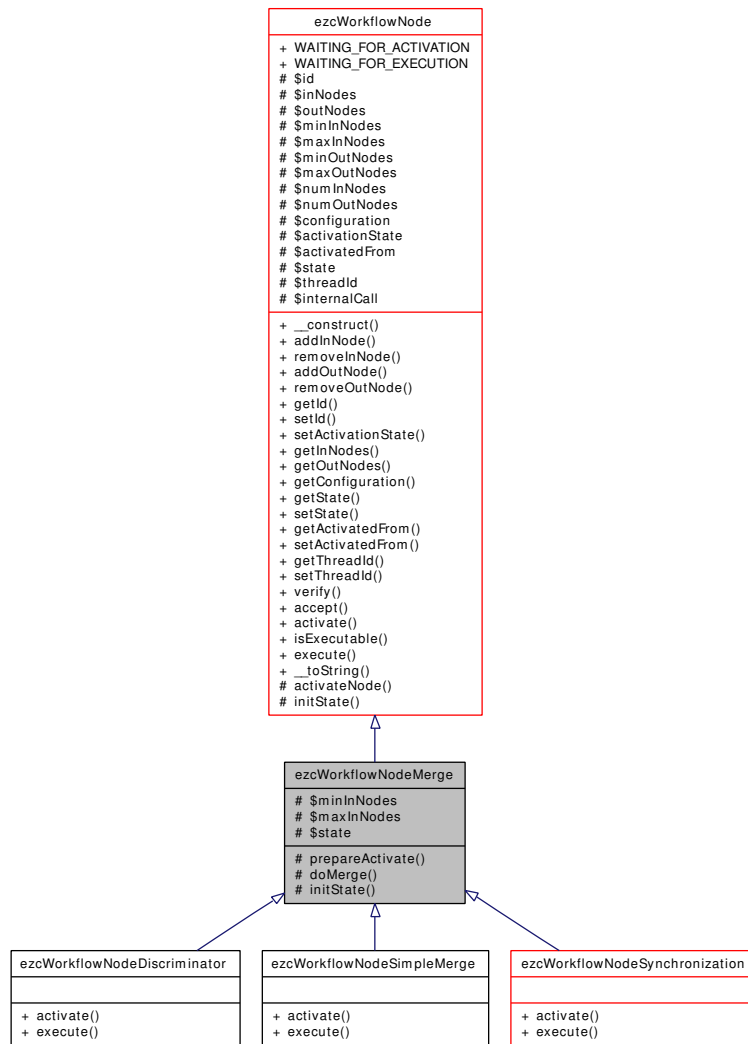 ezcWorkflowNode
+ WAITING_FOR_ACTIVATION
+ WAITING_FOR_EXECUTION
# $id
# $inNodes
# $outNodes
# $minInNodes
# $maxInNodes
# $minOutNodes
# $maxOutNodes
# $numInNodes
# $numOutNodes
# $configuration
# $activationState
# $activatedFrom
# $state
# $threadId
# $internalCall
+ __construct()
+ addInNode()
+ removeInNode()
+ addOutNode()
+ removeOutNode()
+ getId()
+ setId()
+ setActivationState()
+ getInNodes()
+ getOutNodes()
+ getConfiguration()
+ getState()
+ setState()
+ getActivatedFrom()
+ setActivatedFrom()
+ getThreadId()
+ setThreadId()
+ verify()
+ accept()
+ activate()
+ isExecutable()
+ execute()
+ __toString()
# activateNode()
# initState()
ezcWorkflowNodeMerge
# $minInNodes
# $maxInNodes
# $state
# prepareActivate()
# doMerge()
# initState()
ezcWorkflowNodeDiscriminator
+ activate()
+ execute()
ezcWorkflowNodeSimpleMerge
+ activate()
+ execute()
ezcWorkflowNodeSynchronization
+ activate()
+ execute()